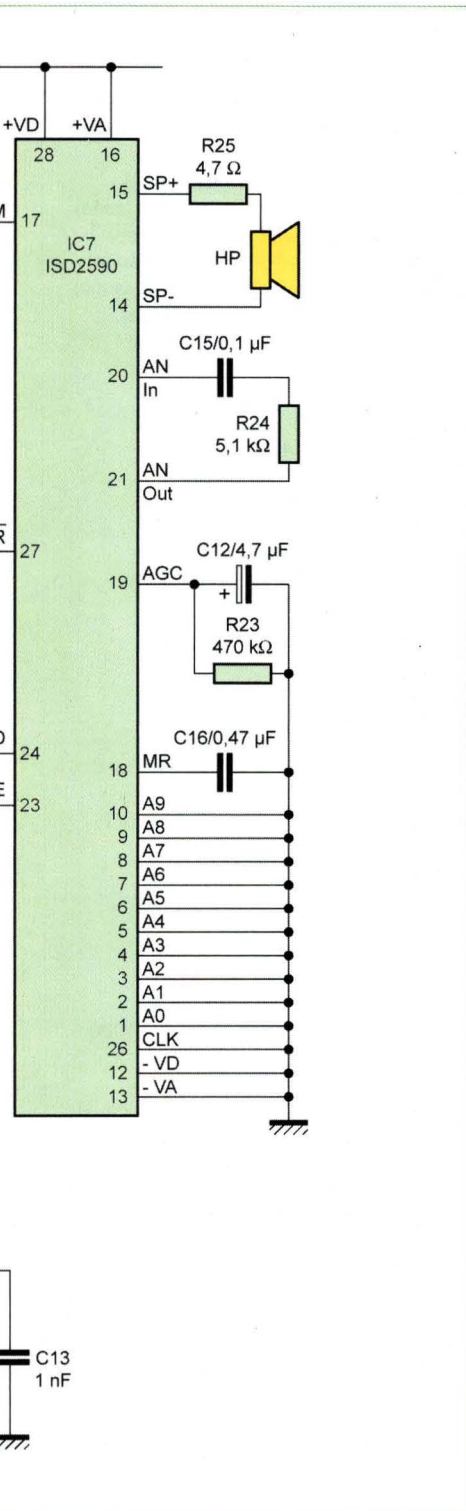 +VD +VA
28 16
R25
4,7 Ω
15 SP+
17
IC7
ISD2590
HP
14 SP-
C15/0,1 µF
20 AN
In
R24
5,1 kΩ
21 AN
Out
27
C12/4,7 µF
19 AGC
+
R23
470 kΩ
24
C16/0,47 µF
18 MR
23
10 A9
9 A8
8 A7
7 A6
6 A5
5 A4
4 A3
3 A2
2 A1
1 A0
26 CLK
12 - VD
13 - VA
C13
1 nF